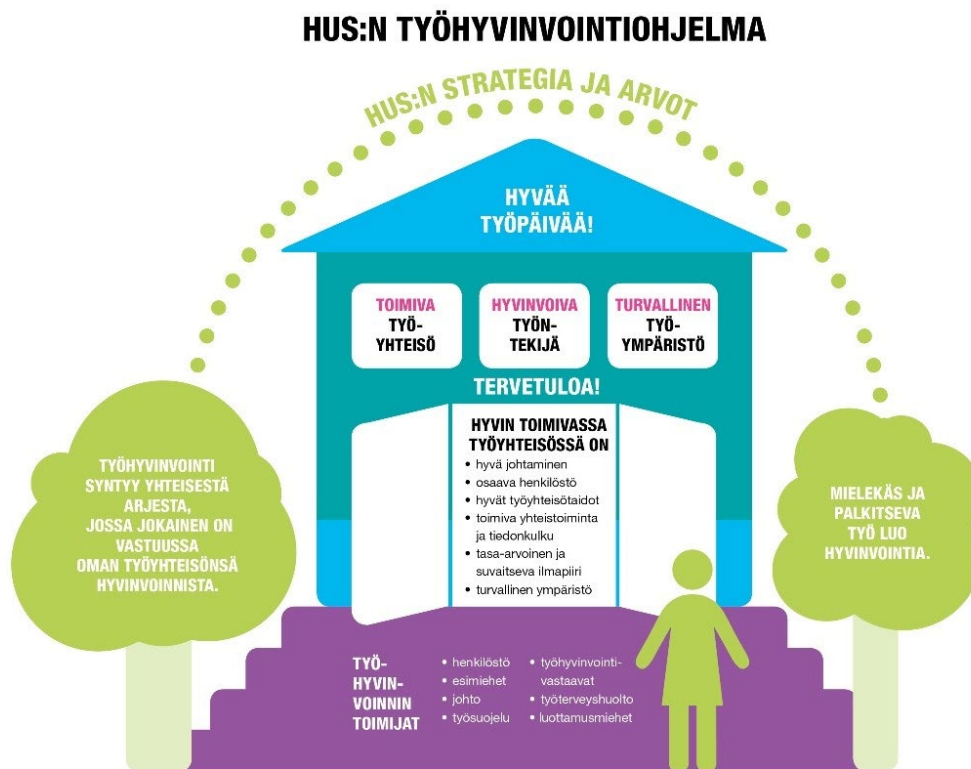 HUS:N TYÖHYVINVOINTIOHJELMA
HUS:N STRATEGIA JA ARVOT
HYVÄÄ
TYÖPÄIVÄÄ!
TOIMIVA
TYÖ-
YHTEISÖ
HYVINVOIVA
TYÖN-
TEKIJÄ
TURVALLINEN
TYÖ-
YMPÄRISTÖ
TERVETULOA!
HYVIN TOIMIVASSA
TYÖYHTEISÖSSÄ ON
• hyvä johtaminen
• osaava henkilöstö
• hyvät työyhteisötaidot
• toimiva yhteistoiminta
ja tiedonkulku
• tasa-arvoinen ja
suvaitseva ilmapiiri
• turvallinen ympäristö
TYÖHYVINVOINTI
SYNTYY YHTEISESTÄ
ARJESTA,
JOSSA JOKAINEN ON
VASTUUSSA
OMAN TYÖYHTEISÖNSÄ
HYVINVOINNISTA.
MIELEKÄS JA
PALKITSEVA
TYÖ LUO
HYVINVOINTIA.
TYÖ-
HYVIN-
VOINNIN
TOIMIJAT
• henkilöstö
• esimiehet
• johto
• työsuojelu
• työhyvinvointi-
vastaavat
• työterveyshuolto
• luottamusmiehet